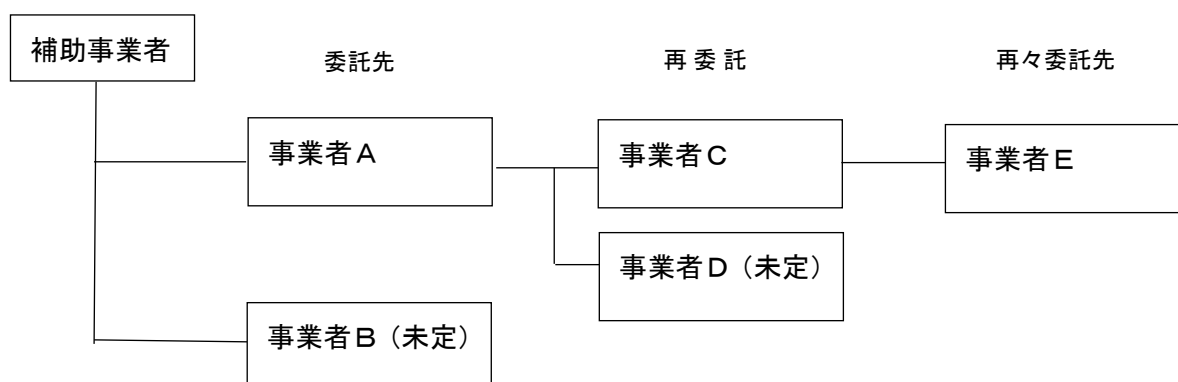 補助事業者
委託先
再 委 託
再々委託先
事業者A
事業者C
事業者E
事業者D（未定）
事業者B（未定）